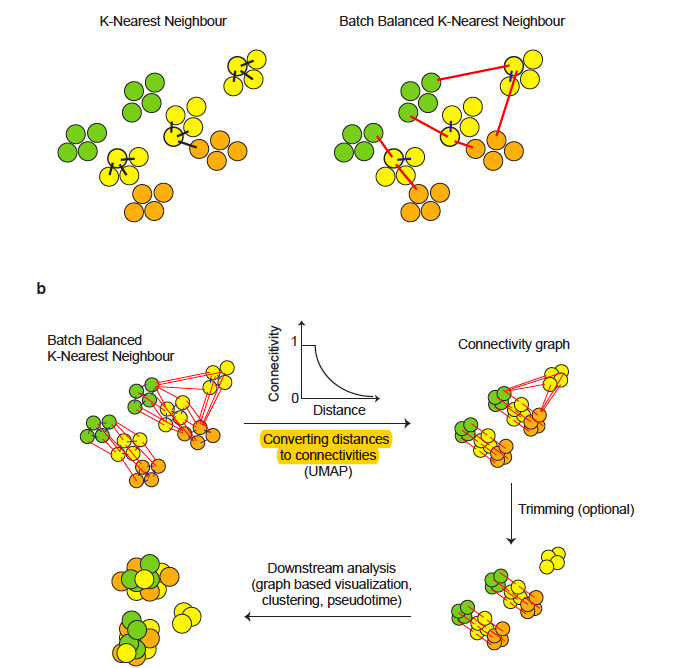 K-Nearest Neighbour
Batch Balanced K-Nearest Neighbour
b
Batch Balanced
K-Nearest Neighbour
Connecitivity
1
0
Distance
Converting distances
to connectivities
(UMAP)
Connectivity graph
Trimming (optional)
Downstream analysis
(graph based visualization,
clustering, pseudotime)